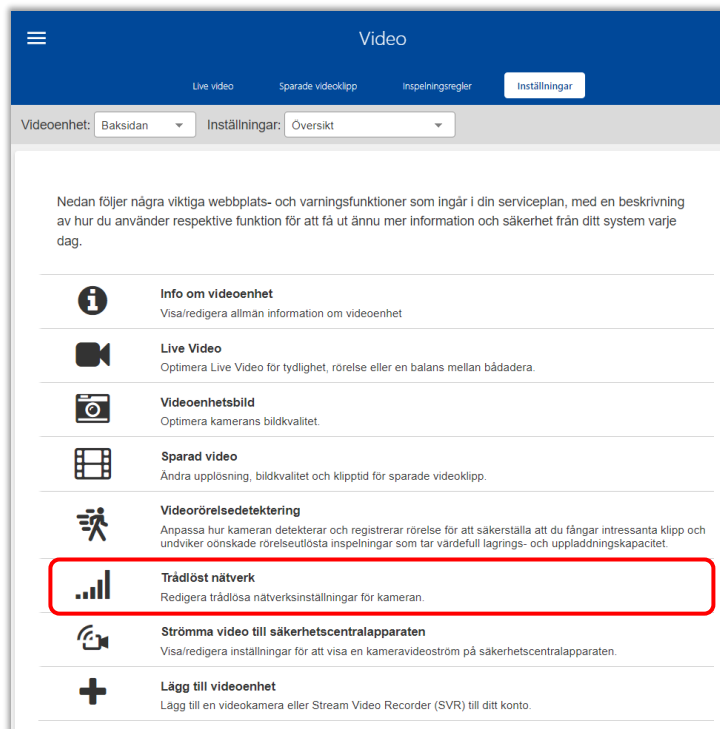 Video
Live video Sparade videoklipp Inspelningsregler Inställningar
Videoenhet: Baksidan Inställningar: Översikt
Nedan följer några viktiga webbplats- och varningsfunktioner som ingår i din serviceplan, med en beskrivning
av hur du använder respektive funktion för att få ut ännu mer information och säkerhet från ditt system varje
dag.
Info om videoenhet
Visa/redigera allmän information om videoenhet
Live Video
Optimera Live Video för tydlighet, rörelse eller en balans mellan bådadera.
Videoenhetsbild
Optimera kamerans bildkvalitet.
Sparad video
Ändra upplösning, bildkvalitet och klipptid för sparade videoklipp.
Videorörelsedetektering
Anpassa hur kameran detekterar och registrerar rörelse för att säkerställa att du fångar intressanta klipp och
undviker oönskade rörelseutlösta inspelningar som tar värdefull lagrings- och uppladdningskapacitet.
Trådlöst nätverk
Redigera trådlösa nätverksinställningar för kameran.
Strömma video till säkerhetscentralapparaten
Visa/redigera inställningar för att visa en kameravideoström på säkerhetscentralapparaten.
Lägg till videoenhet
Lägg till en videokamera eller Stream Video Recorder (SVR) till ditt konto.